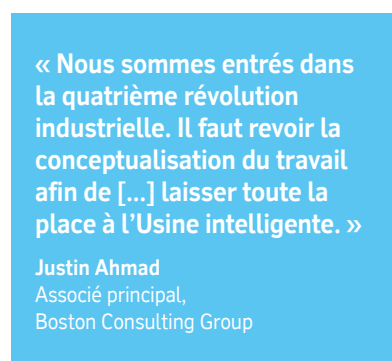 « Nous sommes entrés dans
la quatrième révolution
industrielle. Il faut revoir la
conceptualisation du travail
afin de [...] laisser toute la
place à l’Usine intelligente. »
Justin Ahmad
Associé principal,
Boston Consulting Group